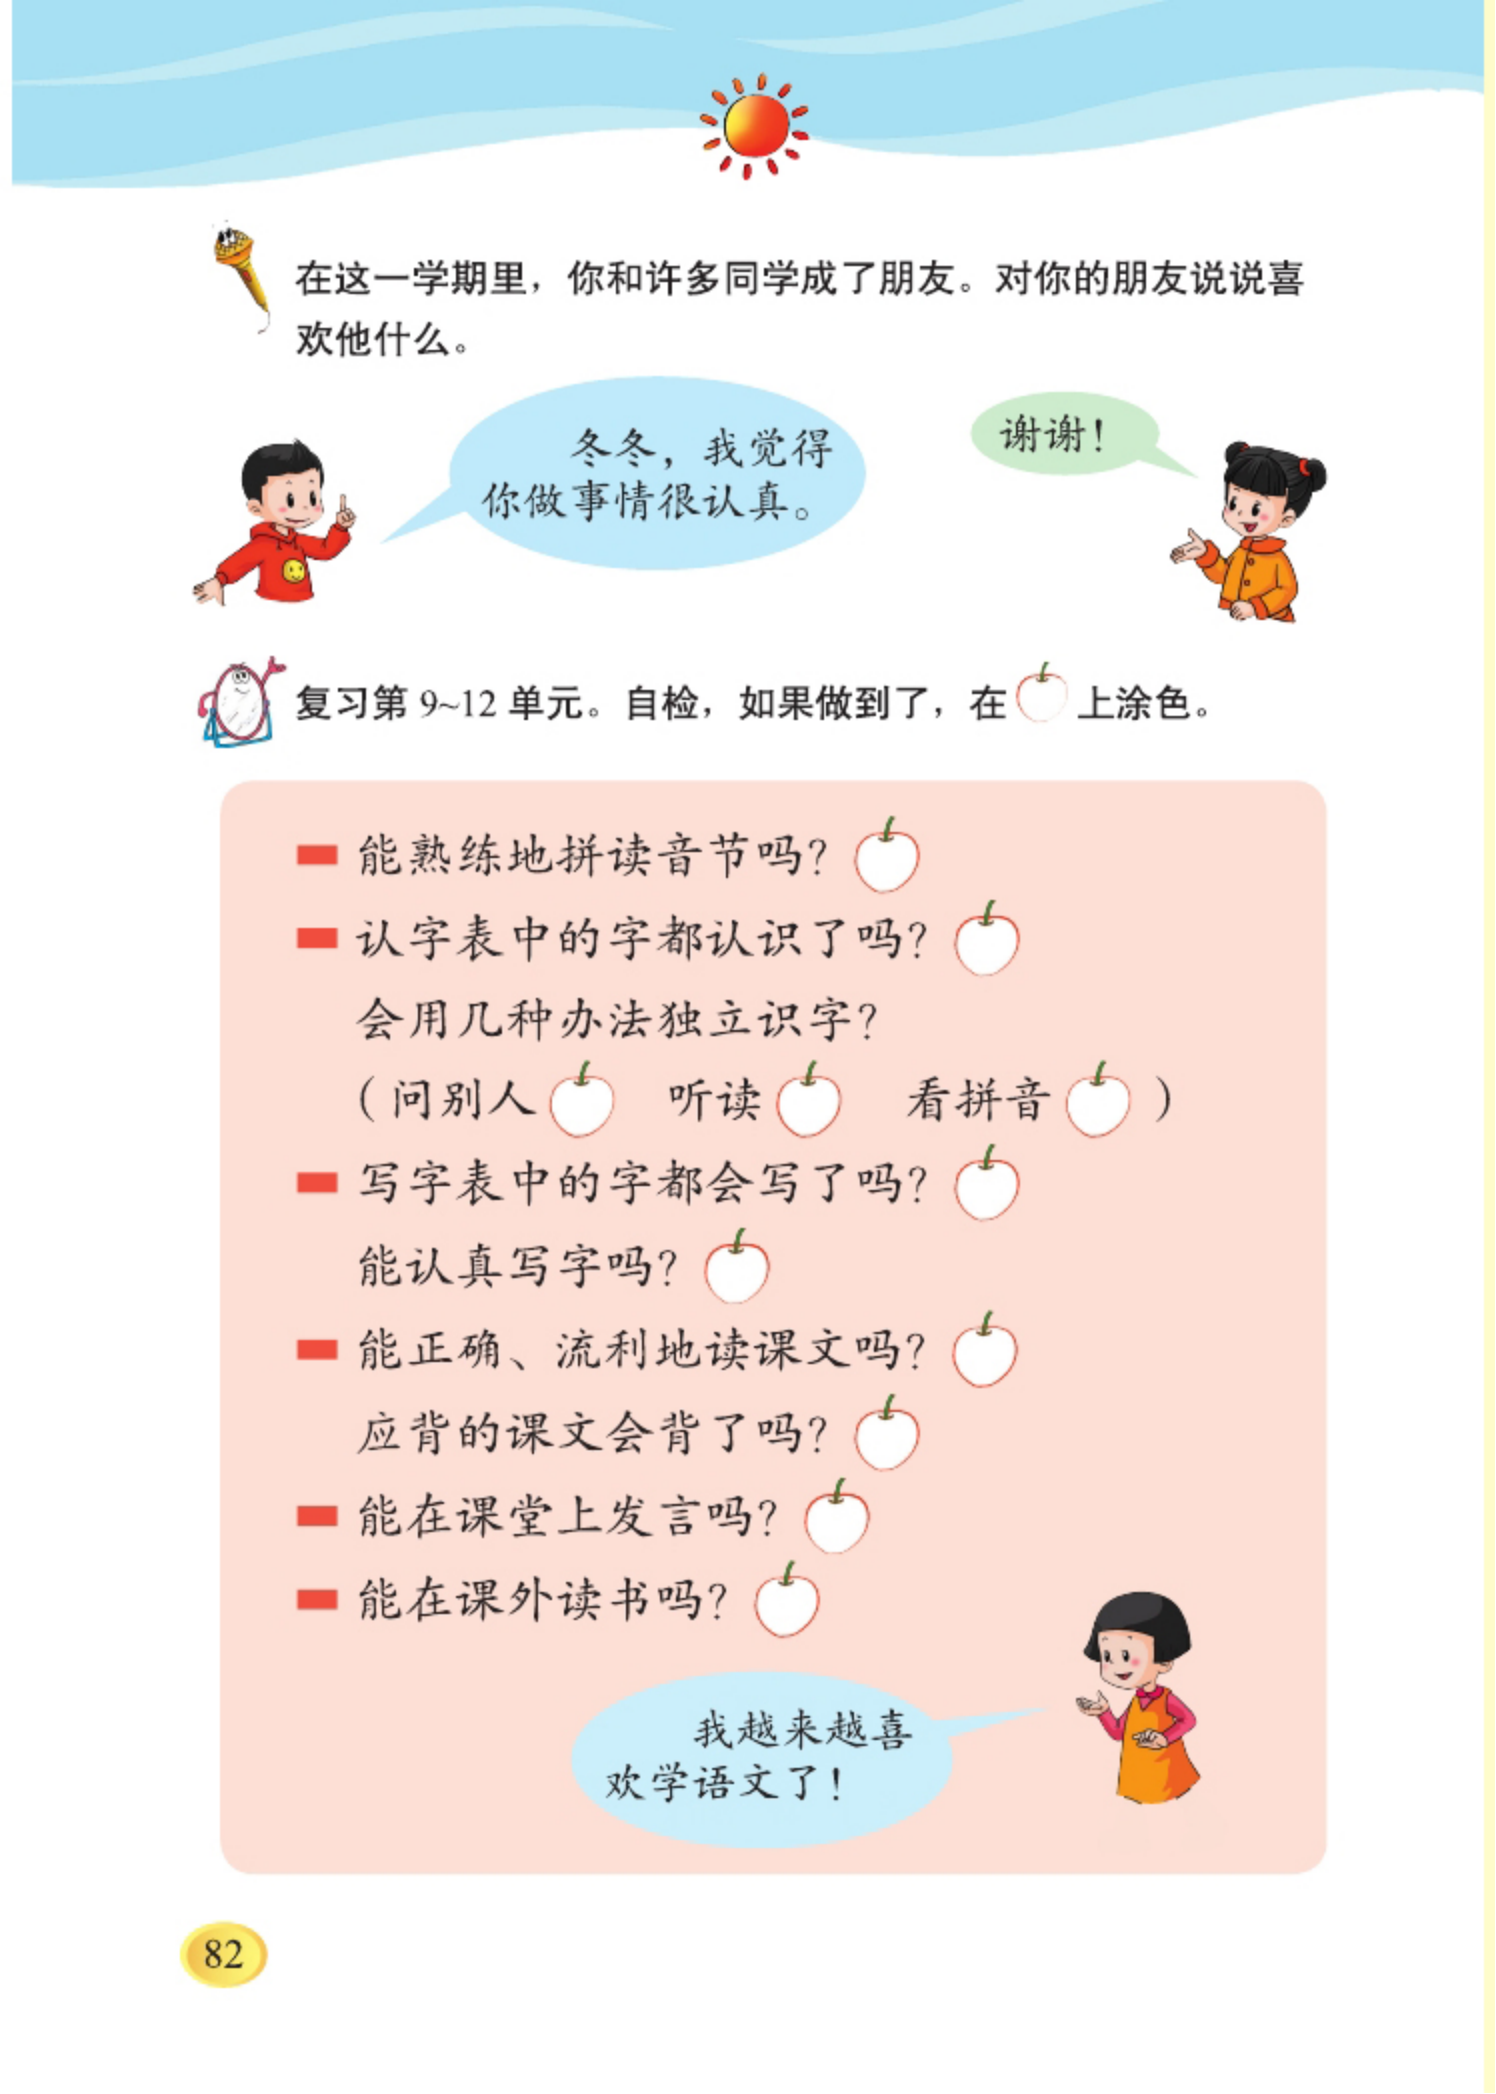 在这一学期里，你和许多同学成了朋友。对你的朋友说说喜
欢他什么。
冬冬，我觉得
你做事情很认真。
谢谢！
复习第 9~12 单元。自检，如果做到了，在 上涂色。
能熟练地拼读音节吗？
认字表中的字都认识了吗？
会用几种办法独立识字？
（问别人 听读 看拼音 ）
写字表中的字都会写了吗？
能认真写字吗？
能正确、流利地读课文吗？
应背的课文会背了吗？
能在课堂上发言吗？
能在课外读书吗？
我越来越喜
欢学语文了！
82